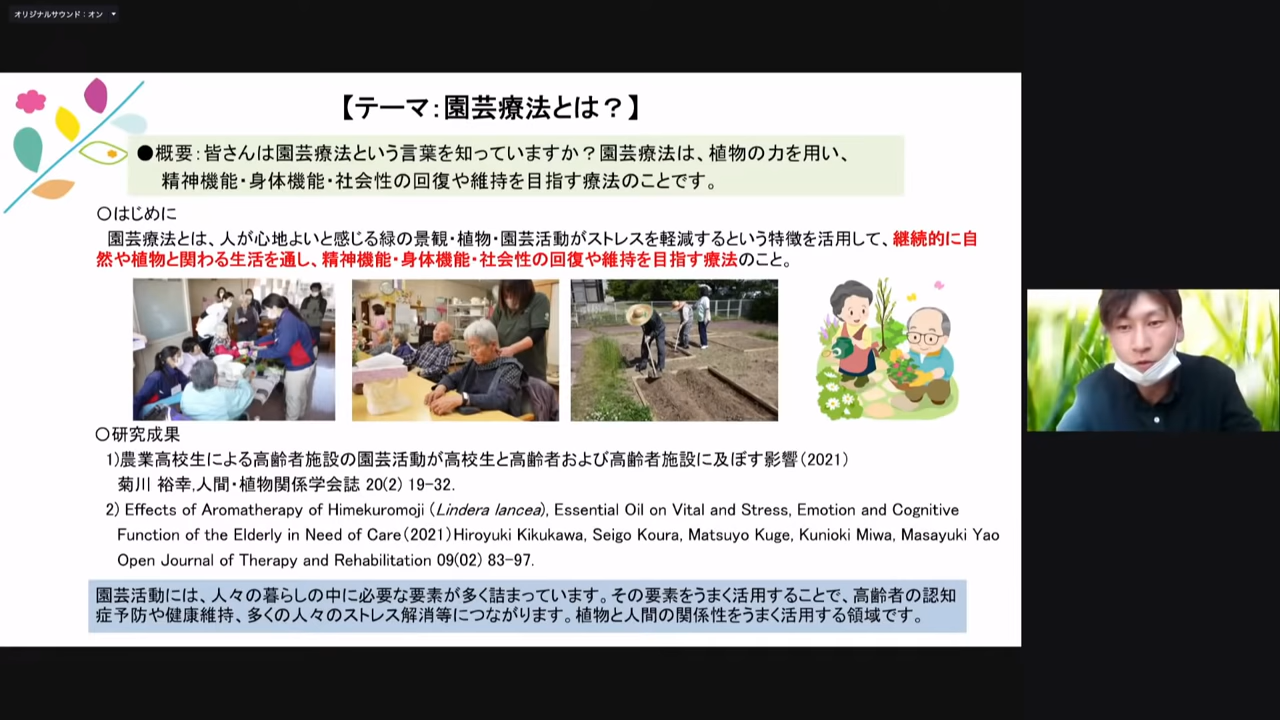 オリジナルサウンド：オン
【テーマ：園芸療法とは？】
●概要：皆さんは園芸療法という言葉を知っていますか？園芸療法は、植物の力を用い、
精神機能・身体機能・社会性の回復や維持を目指す療法のことです。
〇はじめに
園芸療法とは、人が心地よいと感じる緑の景観・植物・園芸活動がストレスを軽減するという特徴を活用して、継続的に自
然や植物と関わる生活を通し、精神機能・身体機能・社会性の回復や維持を目指す療法のこと。
〇研究成果
1)農業高校生による高齢者施設の園芸活動が高校生と高齢者および高齢者施設に及ぼす影響（2021）
菊川 裕幸,人間・植物関係学会誌 20(2) 19-32.
2) Effects of Aromatherapy of Himekuromoji (Lindera lancea), Essential Oil on Vital and Stress, Emotion and Cognitive
Function of the Elderly in Need of Care（2021）Hiroyuki Kikukawa, Seigo Koura, Matsuyo Kuge, Kunioki Miwa, Masayuki Yao
Open Journal of Therapy and Rehabilitation 09(02) 83-97.
園芸活動には、人々の暮らしの中に必要な要素が多く詰まっています。その要素をうまく活用することで、高齢者の認知
症予防や健康維持、多くの人々のストレス解消等につながります。植物と人間の関係性をうまく活用する領域です。